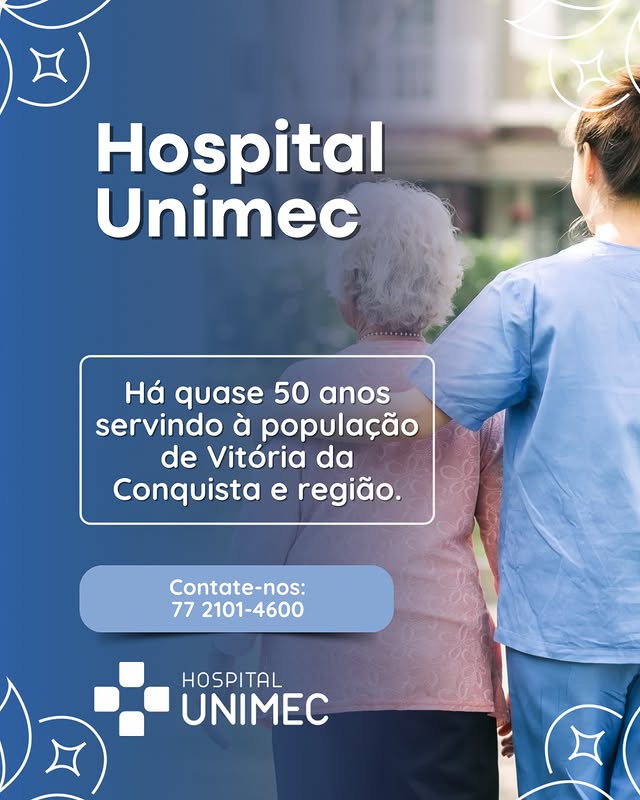 Hospital
Unimec
Há quase 50 anos
servindo à população
de Vitória da
Conquista e região.
Contate-nos:
77 2101-4600
HOSPITAL
UNIMEC